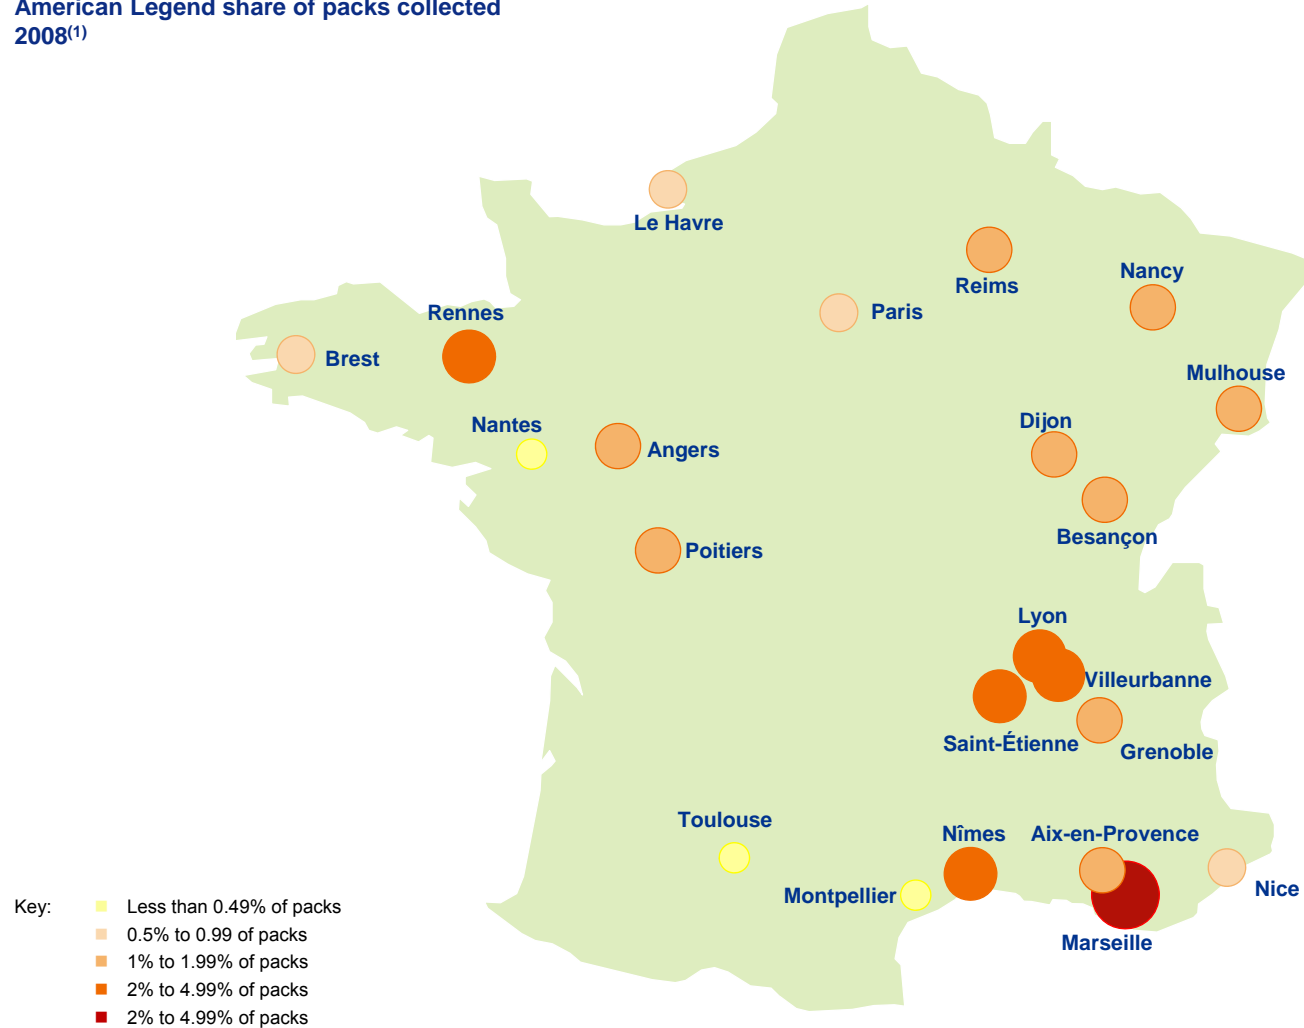 American Legend share of packs collected
2008(1)
Le Havre
Reims
Nancy
Paris
Rennes
Brest
Mulhouse
Nantes
Angers
Dijon
Besançon
Poitiers
Lyon
Villeurbanne
Saint-Étienne
Grenoble
Toulouse
Nîmes
Aix-en-Provence
Montpellier
Nice
Marseille
Key:
Less than 0.49% of packs
0.5% to 0.99 of packs
1% to 1.99% of packs
2% to 4.99% of packs
2% to 4.99% of packs